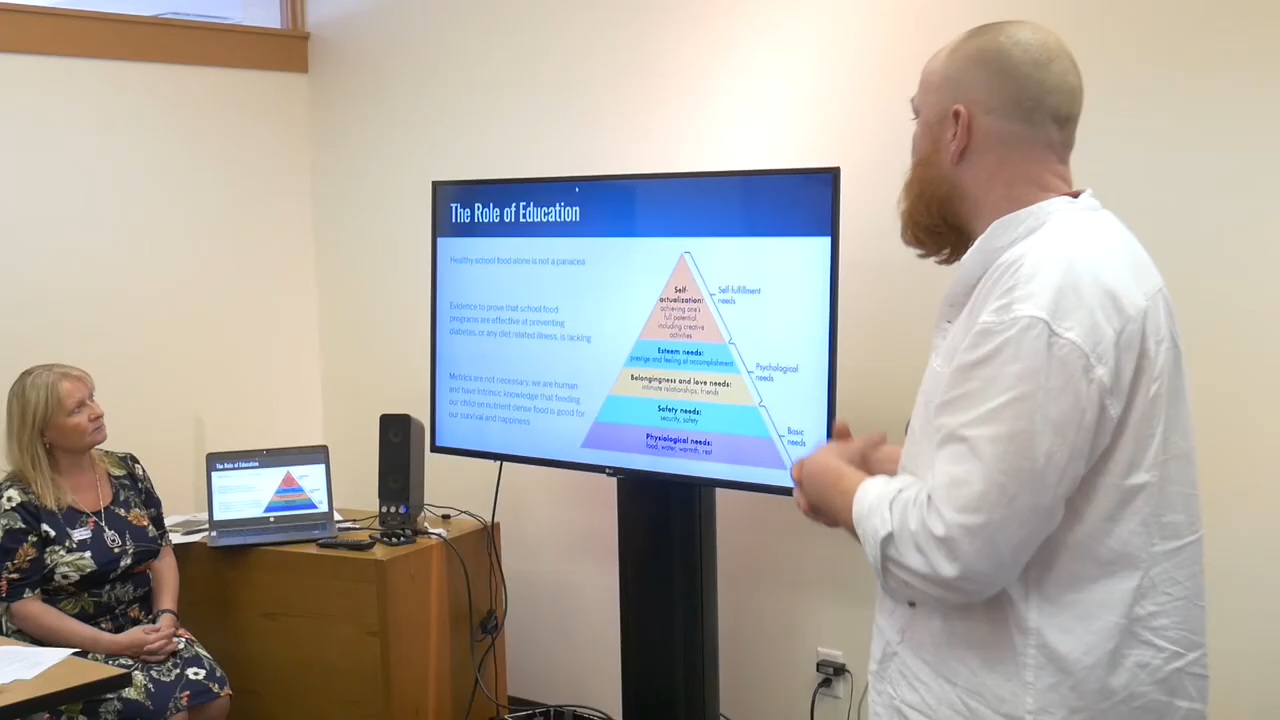 The Role of Education
Healthy school food alone is not a panacea
Evidence to prove that school food
programs are effective at preventing
diabetes, or any diet related illness, is lacking
Metrics are not necessary, we are human
and have intrinsic knowledge that feeding
our children nutrient dense food is good for
our survival and happiness
Self-
actualization:
achieving one's
full potential,
including creative
activities
Esteem needs:
prestige and feeling of accomplishment
Belongingness and love needs:
intimate relationships, friends
Safety needs:
security, safety
Physiological needs:
food, water, warmth, rest
Self-fulfillment
needs
Psychological
needs
Basic
needs
LG
The Role of Education